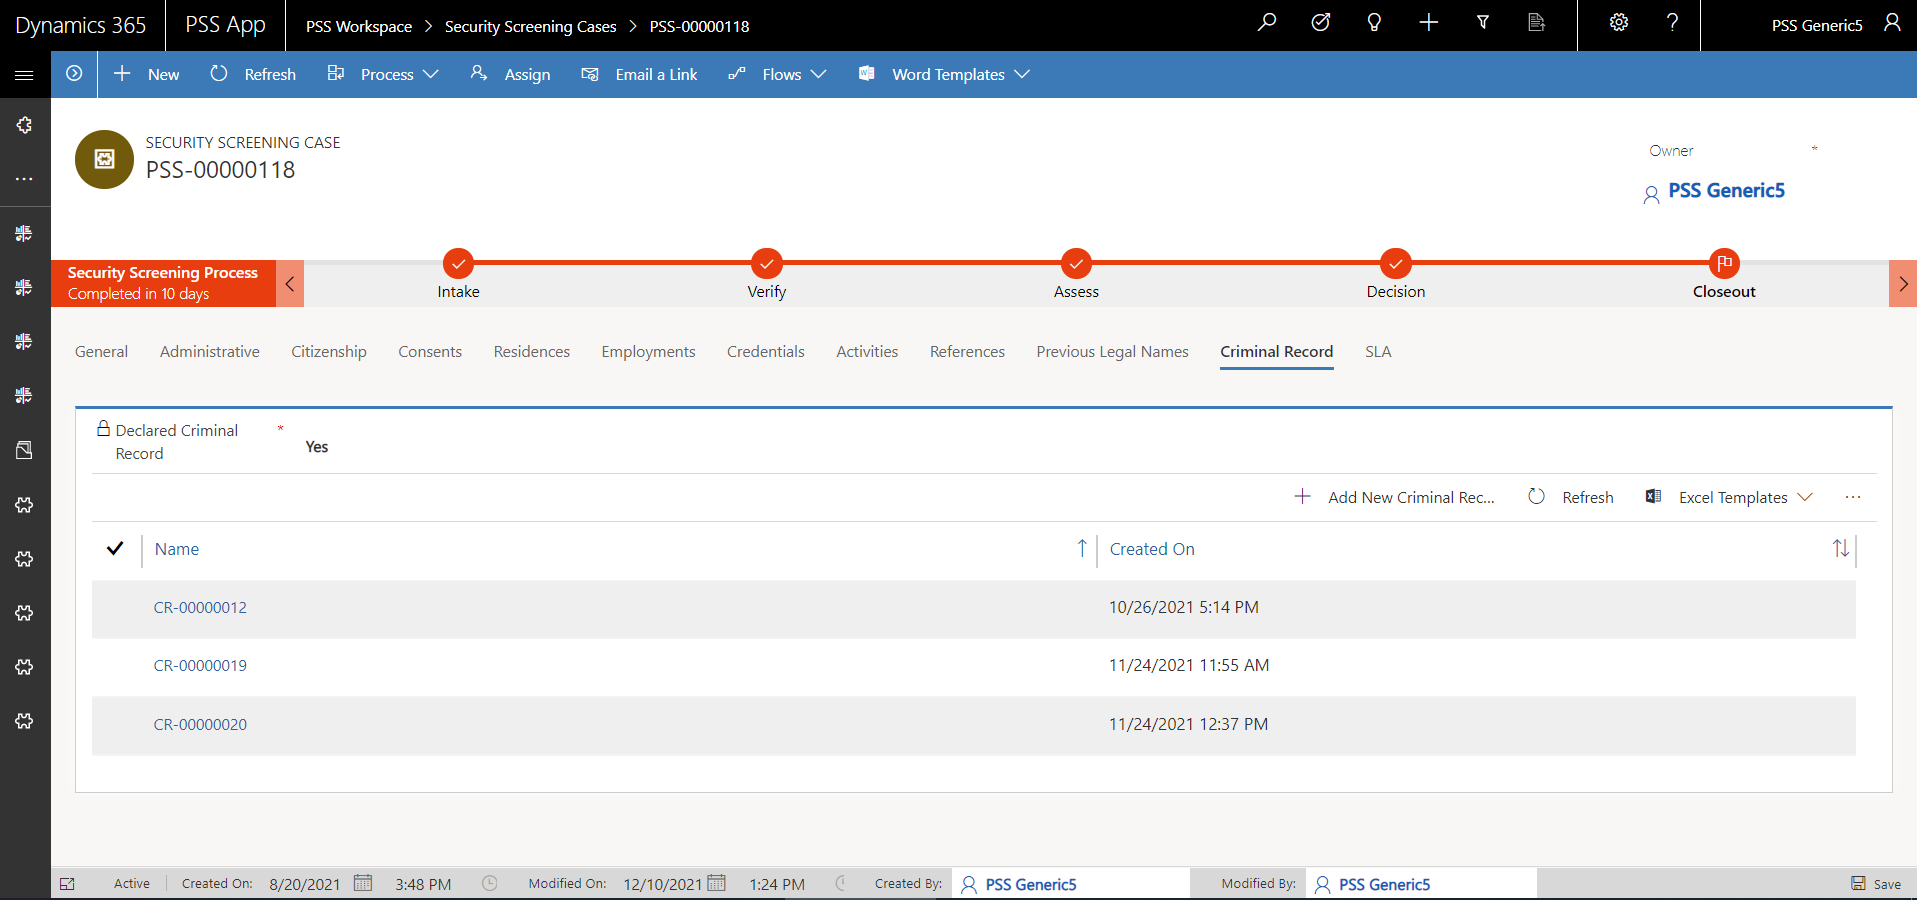 Dynamics 365 PSS App PSS Workspace > Security Screening Cases > PSS-00000118 PSS Generic5
New Refresh Process Assign Email a Link Flows Word Templates
SECURITY SCREENING CASE
PSS-00000118
Owner *
PSS Generic5
Security Screening Process
Completed in 10 days
Intake Verify Assess Decision Closeout
General Administrative Citizenship Consents Residences Employments Credentials Activities References Previous Legal Names Criminal Record SLA
Declared Criminal Record *
Yes
Add New Criminal Rec... Refresh Excel Templates ...
Name Created On
CR-00000012 10/26/2021 5:14 PM
CR-00000019 11/24/2021 11:55 AM
CR-00000020 11/24/2021 12:37 PM
Active Created On: 8/20/2021 3:48 PM Modified On: 12/10/2021 1:24 PM Created By: PSS Generic5 Modified By: PSS Generic5 Save